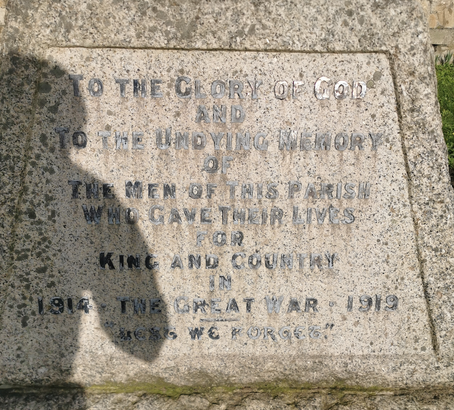 TO THE GLORY OF GOD
AND
TO THE UNDYING MEMORY
OF
THE MEN OF THIS PARISH
WHO GAVE THEIR LIVES
FOR
KING AND COUNTRY
IN
1914 - THE GREAT WAR - 1919
"LEST WE FORGET"